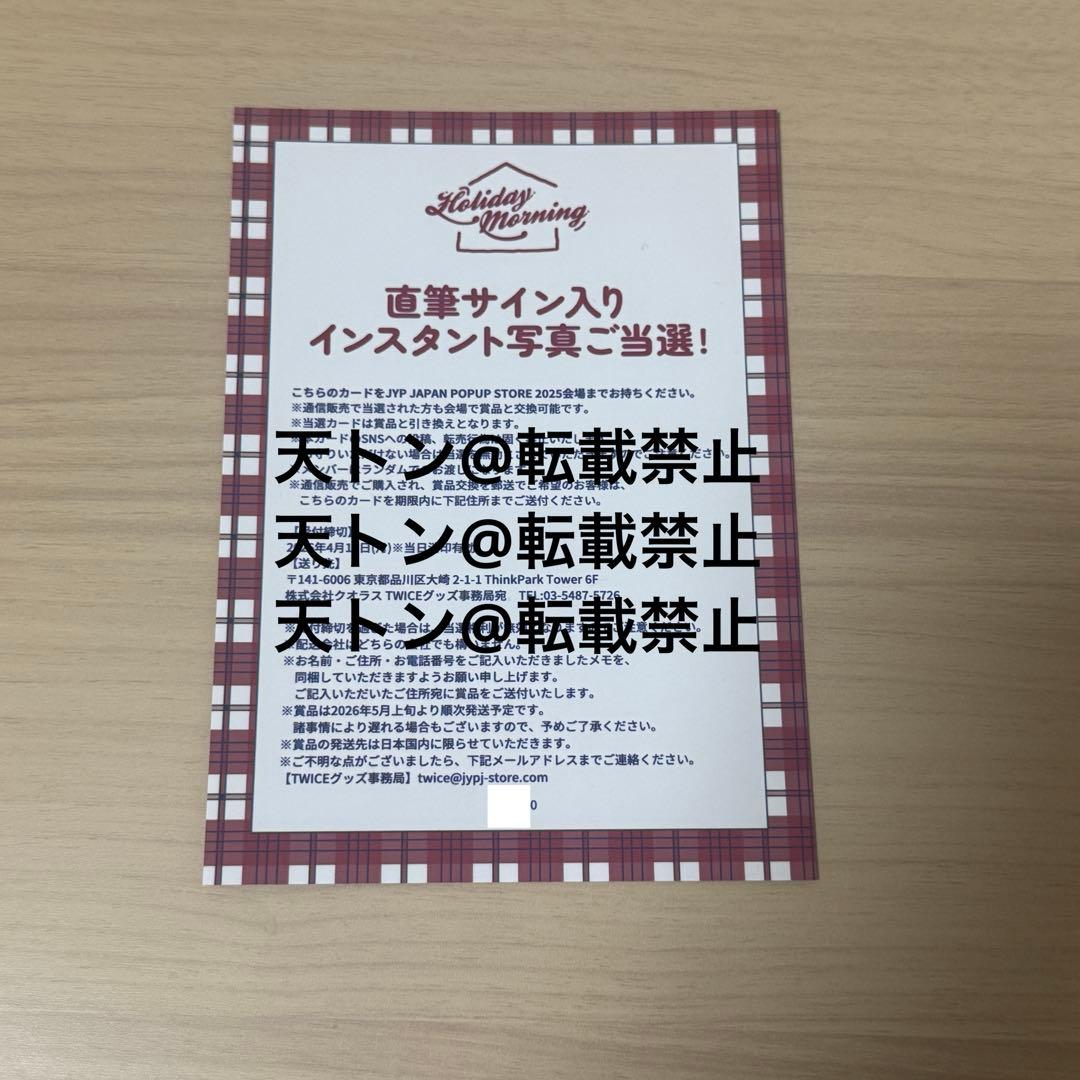 Holiday
Morning
直筆サイン入り
インスタント写真ご当選!
こちらのカードをJYP JAPAN POPUP STORE 2025会場までお持ちください。
※通信販売で当選された方も会場で賞品と交換可能です。
※当選カードは賞品と引き換えとなります。
天トン@転載禁止
※通信販売でご購入され、賞品交換を郵送でご希望のお客様は、
こちらのカードを期限内に下記住所までご送付ください。
天トン@転載禁止
【送り先】
〒141-6006 東京都品川区大崎 2-1-1 ThinkPark Tower 6F
株式会社クオラス TWICEグッズ事務局宛 TEL:03-5487-5726
天トン@転載禁止
※配送会社はどちらの会社でも構いません。
※お名前・ご住所・お電話番号をご記入いただきましたメモを、
同梱していただきますようお願い申し上げます。
ご記入いただいたご住所宛に賞品をご送付いたします。
※賞品は2026年5月上旬より順次発送予定です。
諸事情により遅れる場合もございますので、予めご了承ください。
※賞品の発送先は日本国内に限らせていただきます。
※ご不明な点がございましたら、下記メールアドレスまでご連絡ください。
【TWICEグッズ事務局】twice@jypj-store.com
0